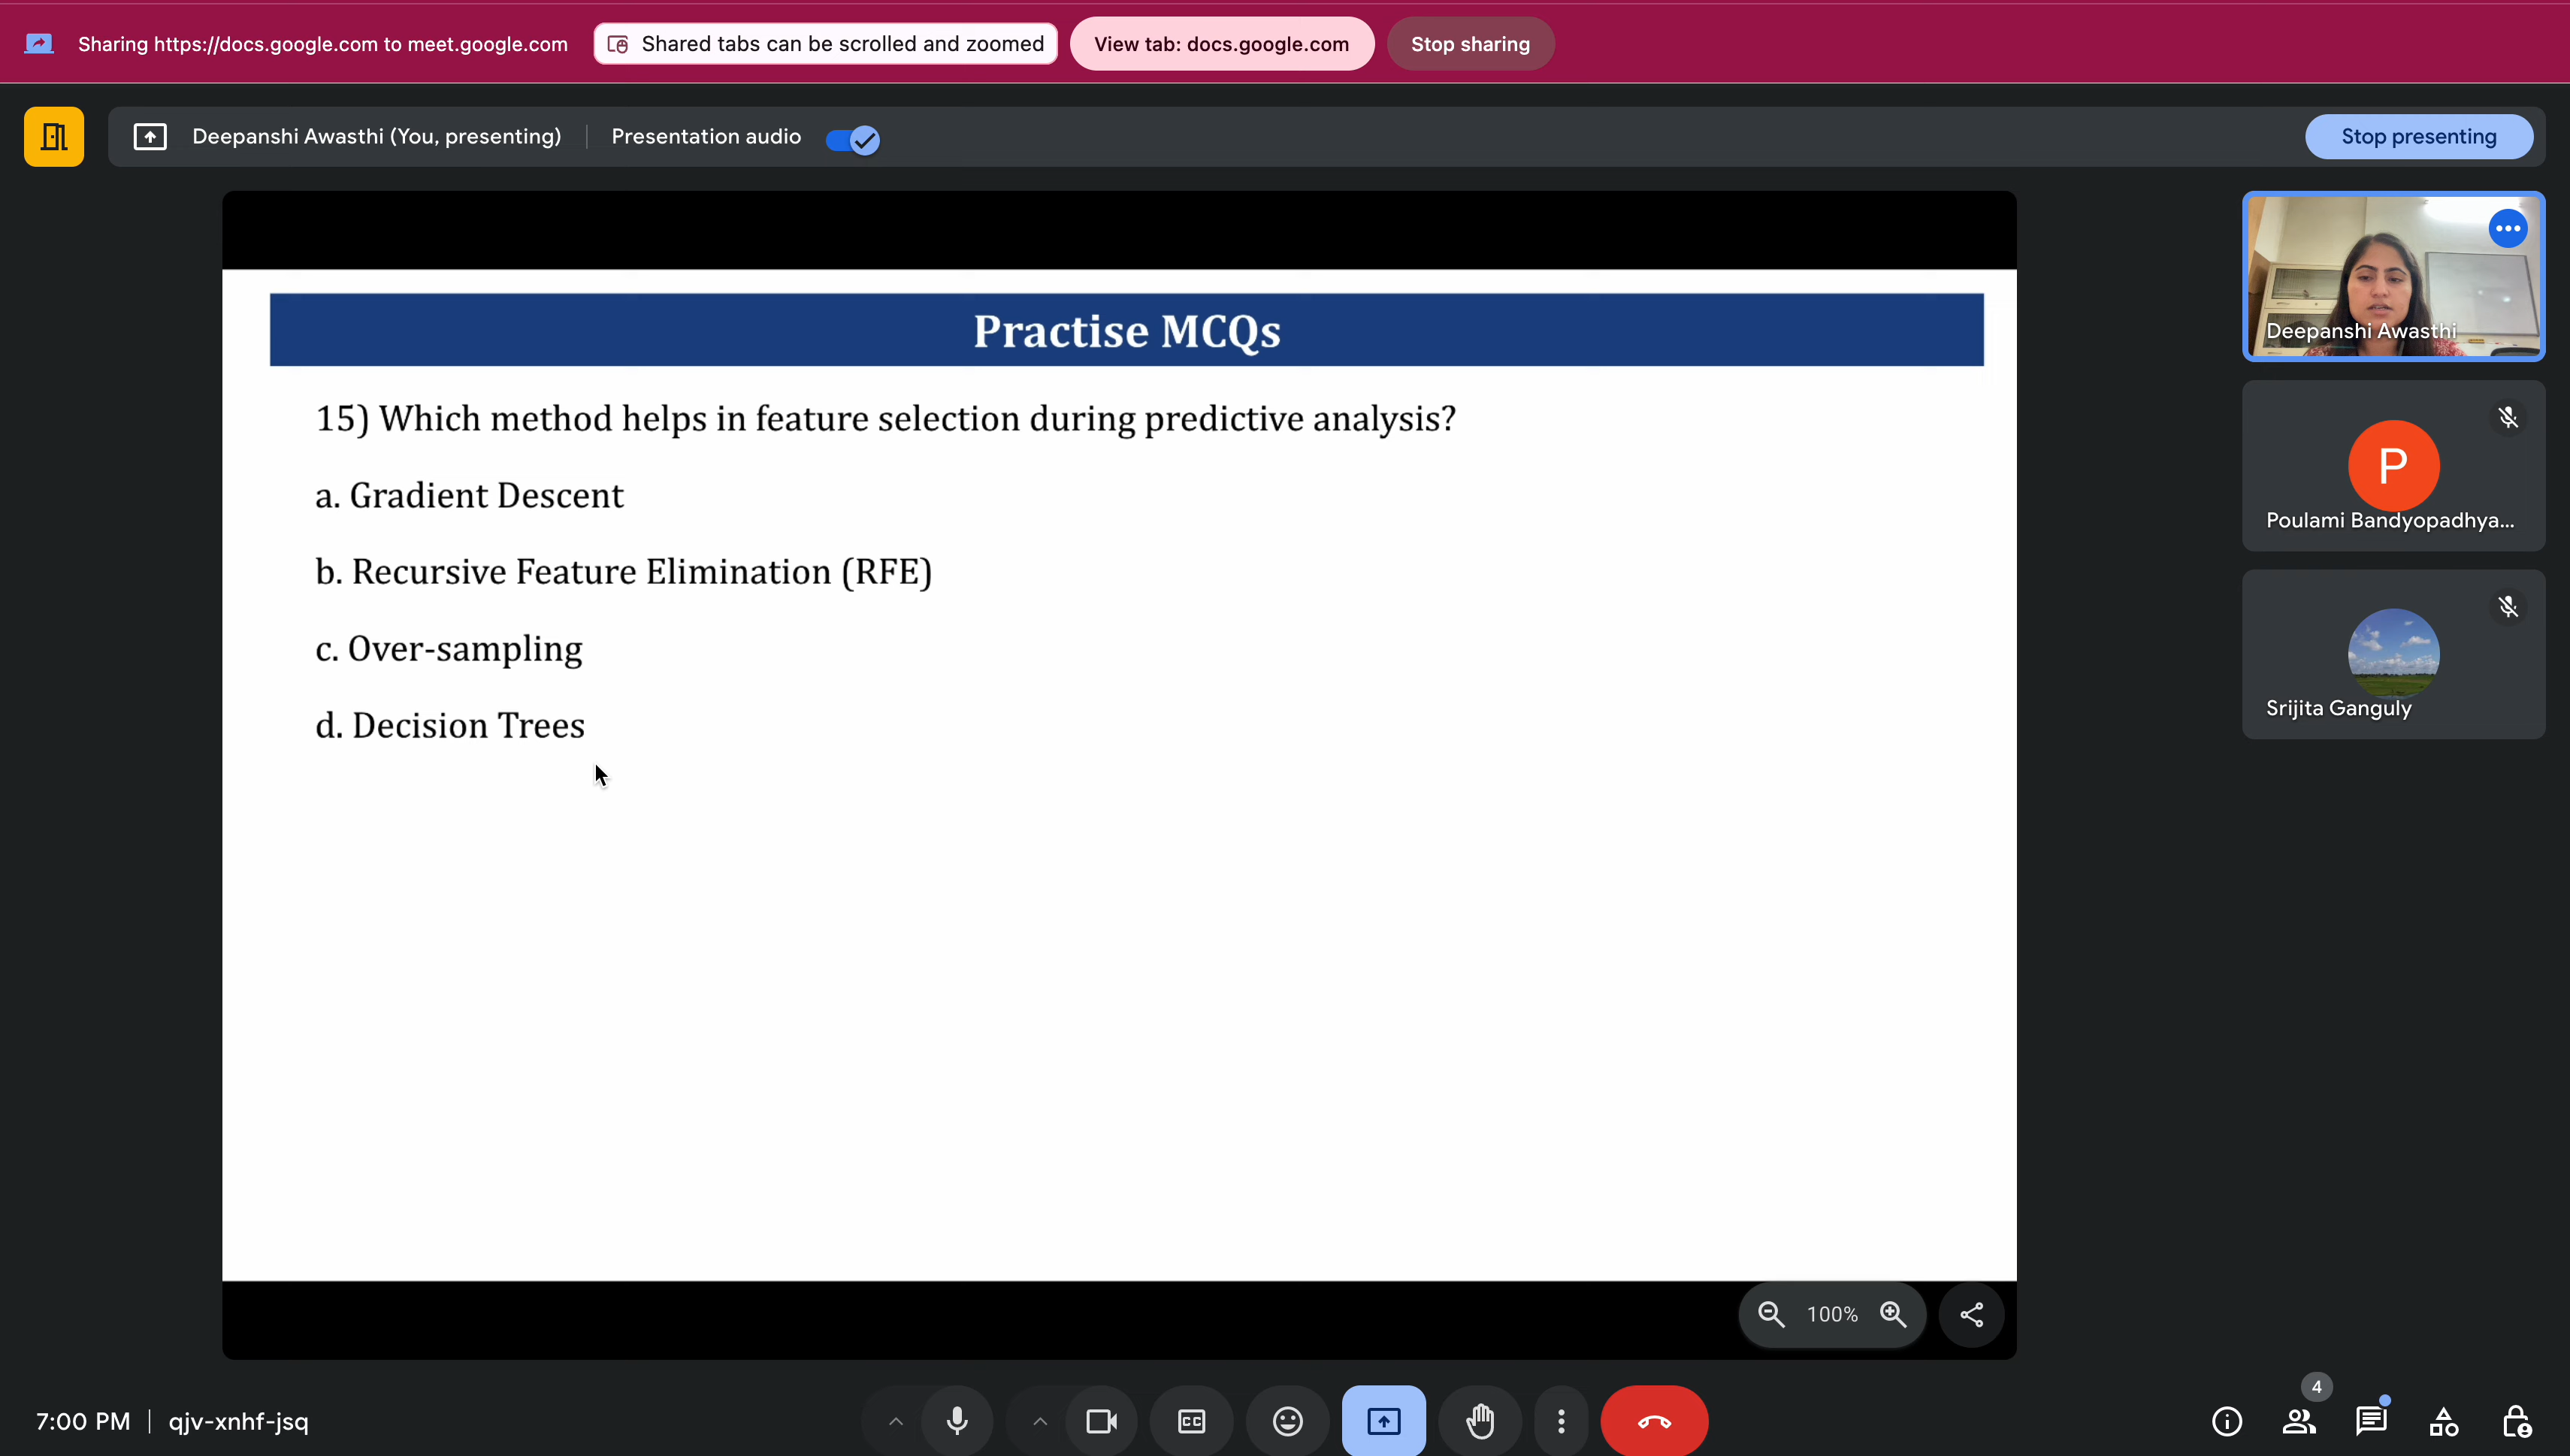 Sharing https://docs.google.com to meet.google.com
Shared tabs can be scrolled and zoomed
View tab: docs.google.com
Stop sharing
Deepanshi Awasthi (You, presenting)
Presentation audio
Stop presenting
Practise MCQs
15) Which method helps in feature selection during predictive analysis?
a. Gradient Descent
b. Recursive Feature Elimination (RFE)
c. Over-sampling
d. Decision Trees
Deepanshi Awasthi
P
Poulami Bandyopadhya...
Srijita Ganguly
100%
7:00 PM
qjv-xnhf-jsq
CC
4